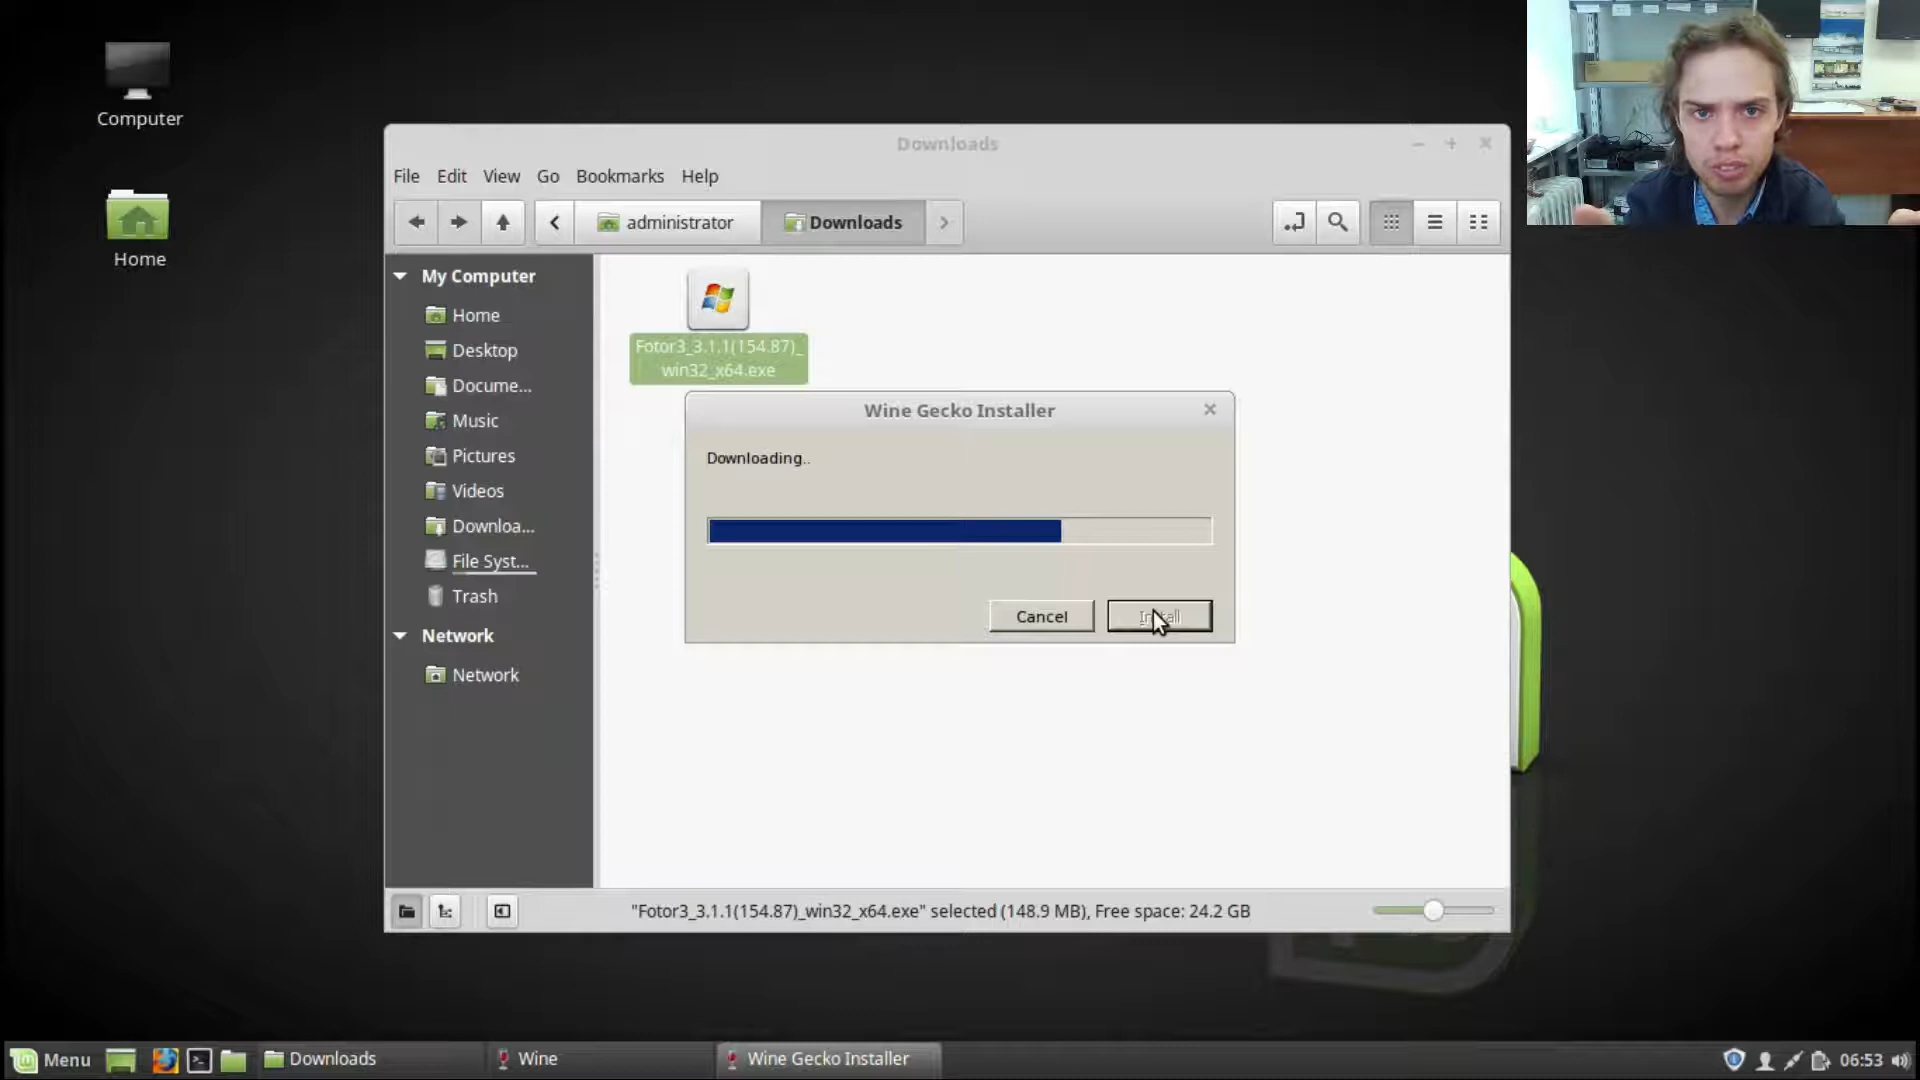 Computer
Home
Downloads
File Edit View Go Bookmarks Help
administrator Downloads
My Computer
Home
Desktop
Docume...
Music
Pictures
Videos
Downloa...
File Syst...
Trash
Network
Network
Fotor3_3.1.1(154.87)_
win32_x64.exe
Wine Gecko Installer
Downloading..
Cancel Install
"Fotor3_3.1.1(154.87)_win32_x64.exe" selected (148.9 MB), Free space: 24.2 GB
Menu Downloads Wine Wine Gecko Installer 06:53